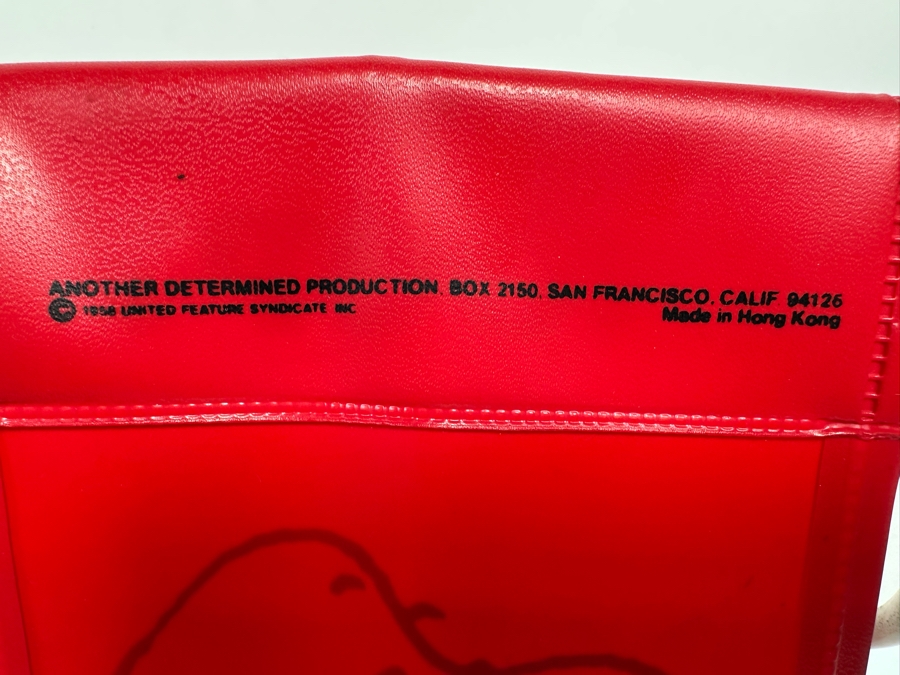 ANOTHER DETERMINED PRODUCTION. BOX 2150, SAN FRANCISCO, CALIF. 94126
© 1958 UNITED FEATURE SYNDICATE INC
Made in Hong Kong